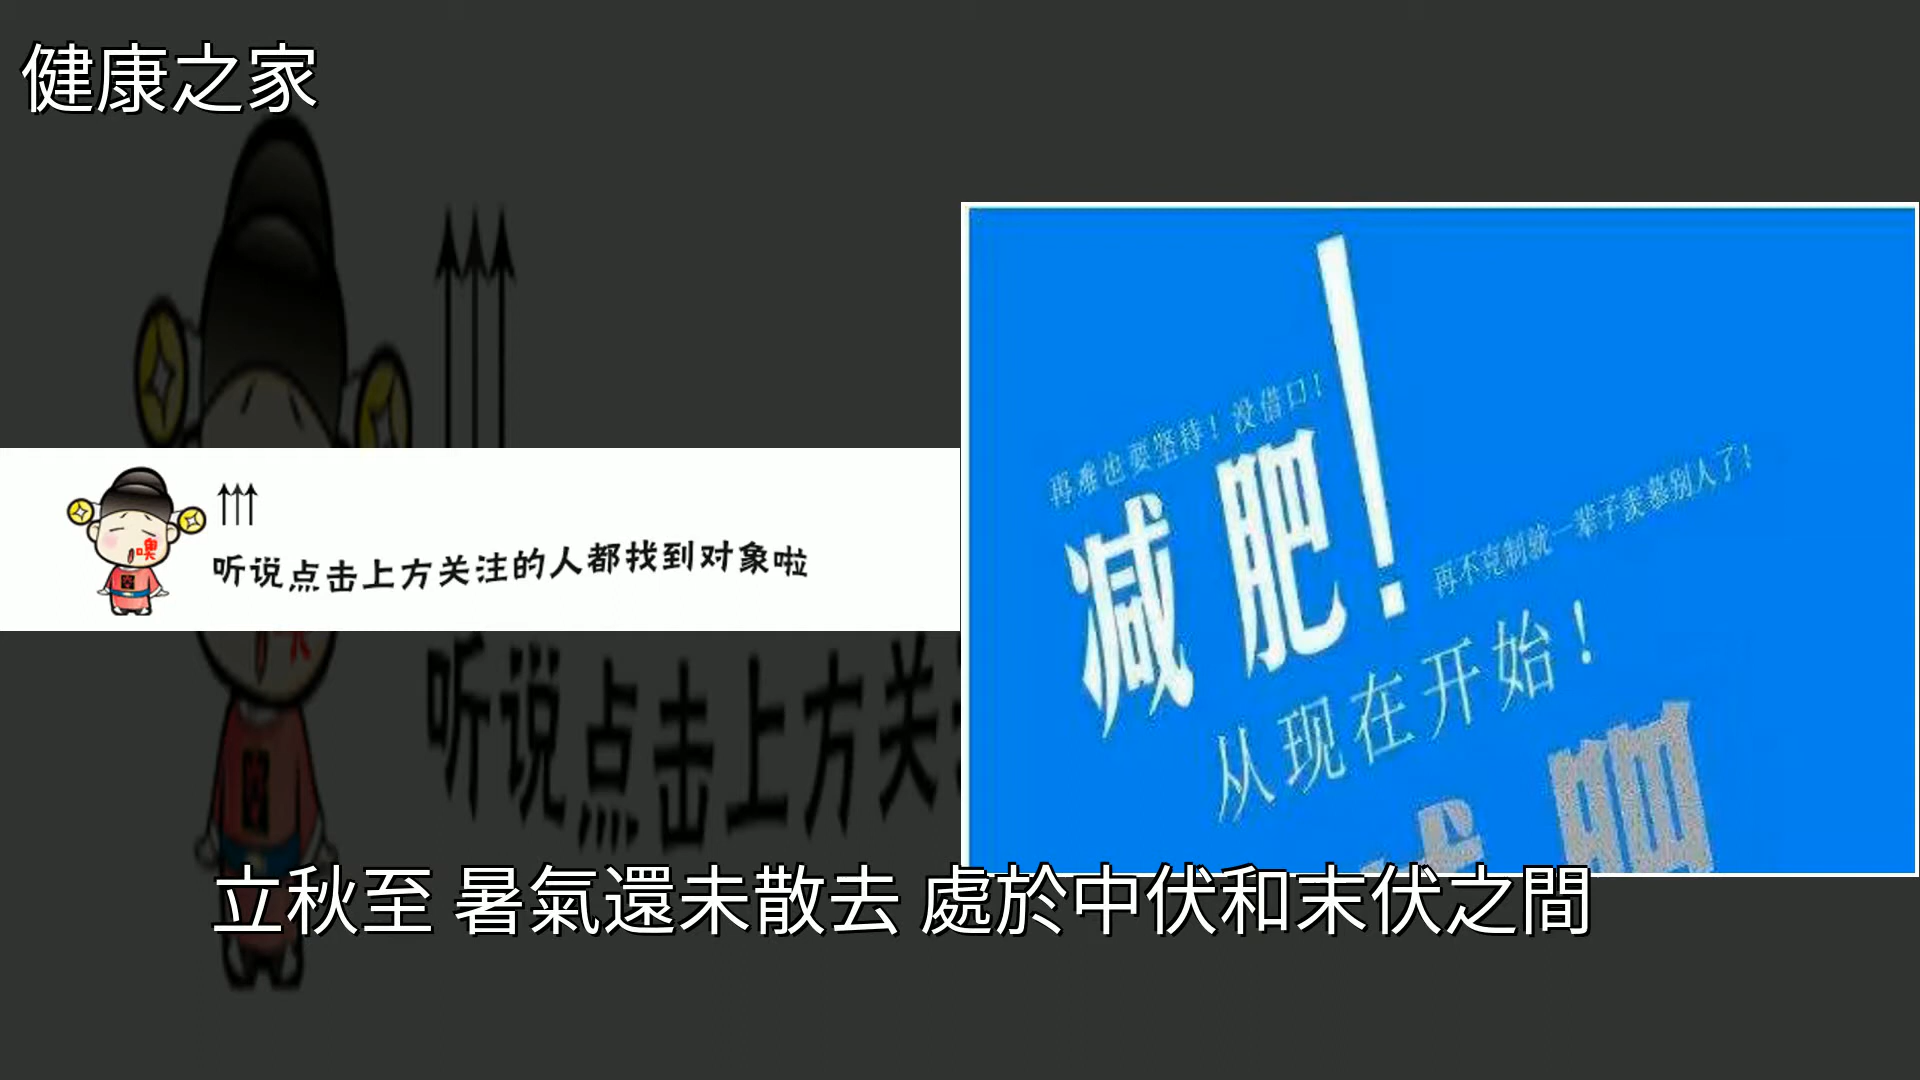 健康之家
听说点击上方关注的人都找到对象啦
再难也要坚持！没借口！
减肥！
再不克制就一辈子羡慕别人了！
从现在开始！
听说点击上方关
立秋至 暑氣還未散去 處於中伏和末伏之間